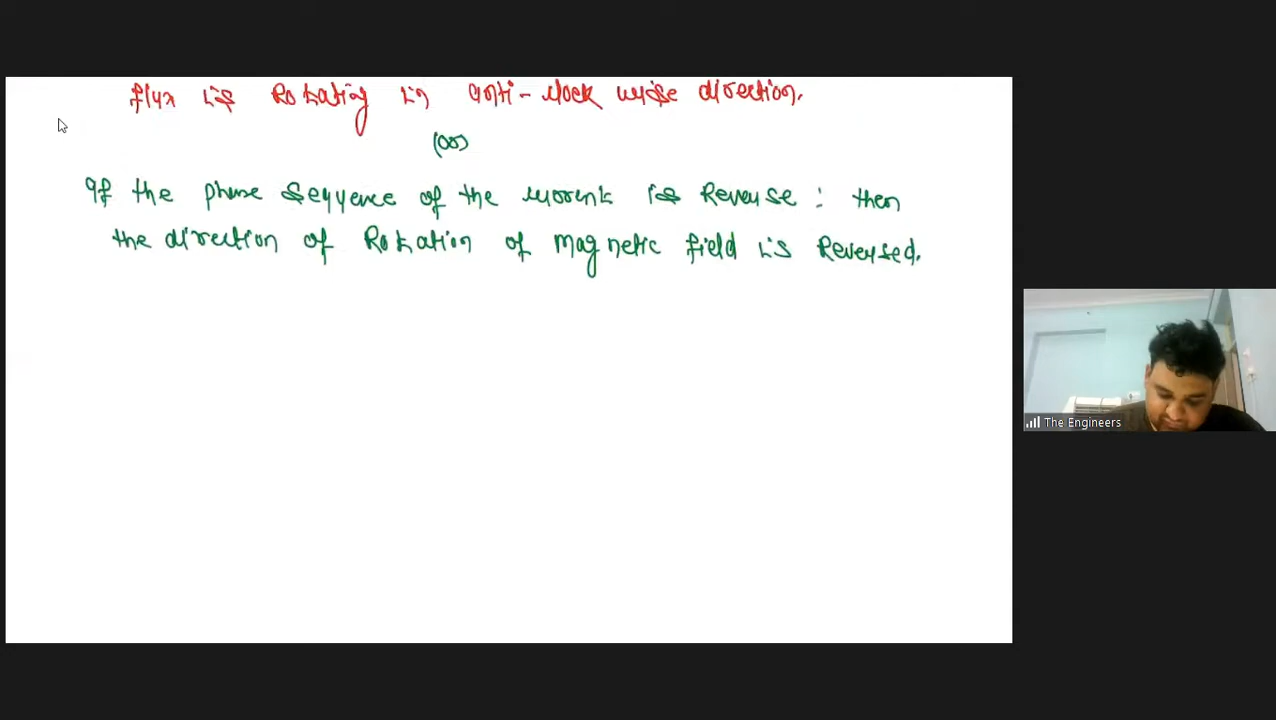 flux is Rotating in anti-clock wise direction.
(or)
If the phase sequence of the currents is Reverse : then
the direction of Rotation of Magnetic field is Reversed.
The Engineers